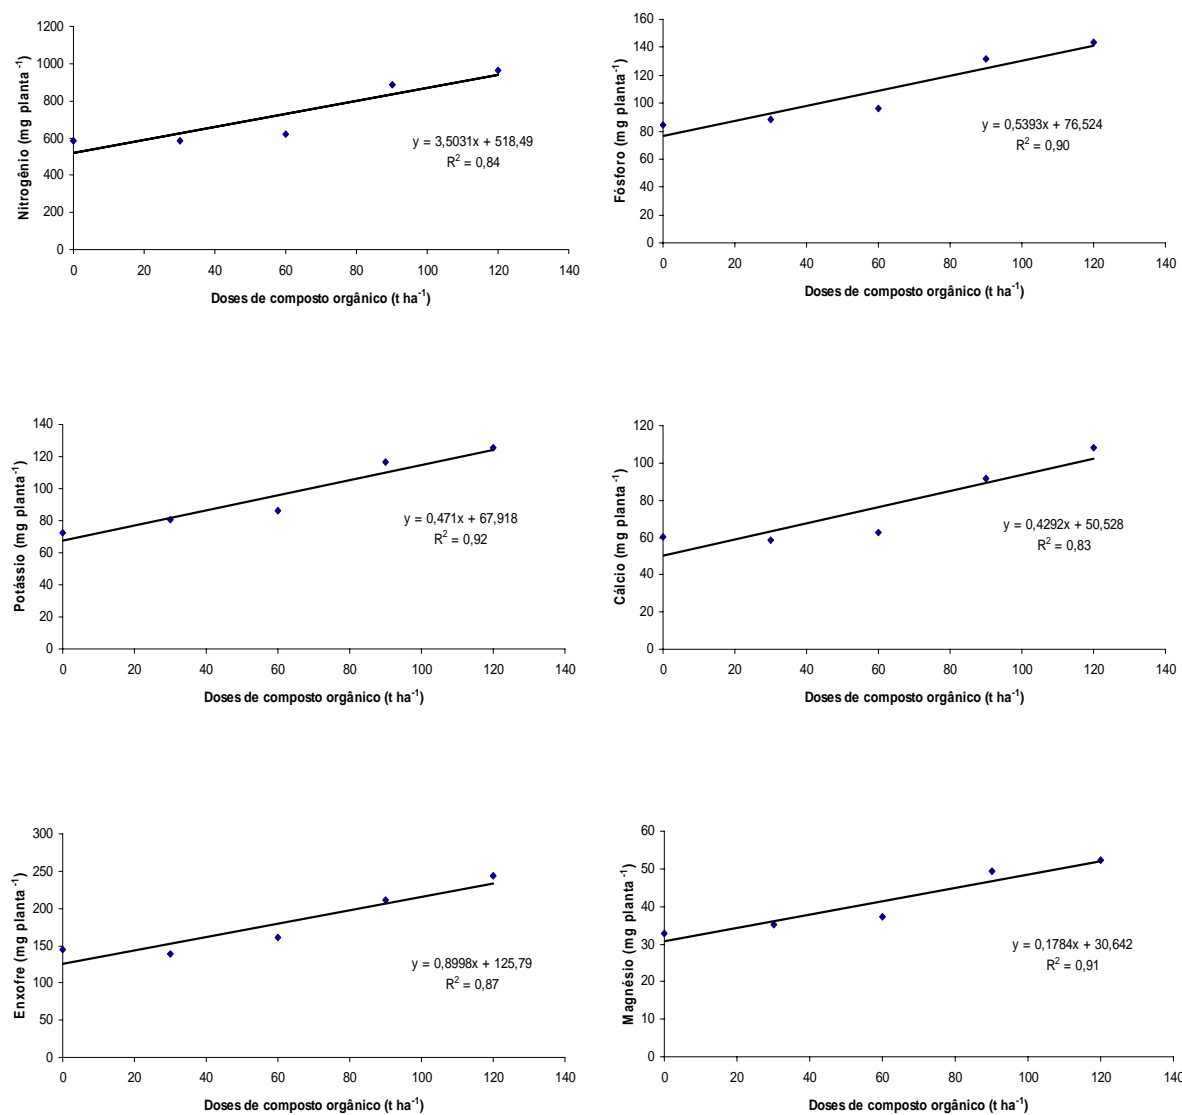 Nitrogênio (mg planta⁻¹)
1200
1000
800
600
400
200
0
y = 3,5031x + 518,49
R² = 0,84
0 20 40 60 80 100 120 140
Doses de composto orgânico (t ha⁻¹)
Fósforo (mg planta⁻¹)
160
140
120
100
80
60
40
20
0
y = 0,5393x + 76,524
R² = 0,90
0 20 40 60 80 100 120 140
Doses de composto orgânico (t ha⁻¹)
Potássio (mg planta⁻¹)
140
120
100
80
60
40
20
0
y = 0,471x + 67,918
R² = 0,92
0 20 40 60 80 100 120 140
Doses de composto orgânico (t ha⁻¹)
Cálcio (mg planta⁻¹)
120
100
80
60
40
20
0
y = 0,4292x + 50,528
R² = 0,83
0 20 40 60 80 100 120 140
Doses de composto orgânico (t ha⁻¹)
Enxofre (mg planta⁻¹)
300
250
200
150
100
50
0
y = 0,8998x + 125,79
R² = 0,87
0 20 40 60 80 100 120 140
Doses de composto orgânico (t ha⁻¹)
Magnésio (mg planta⁻¹)
60
50
40
30
20
10
0
y = 0,1784x + 30,642
R² = 0,91
0 20 40 60 80 100 120 140
Doses de composto orgânico (t ha⁻¹)